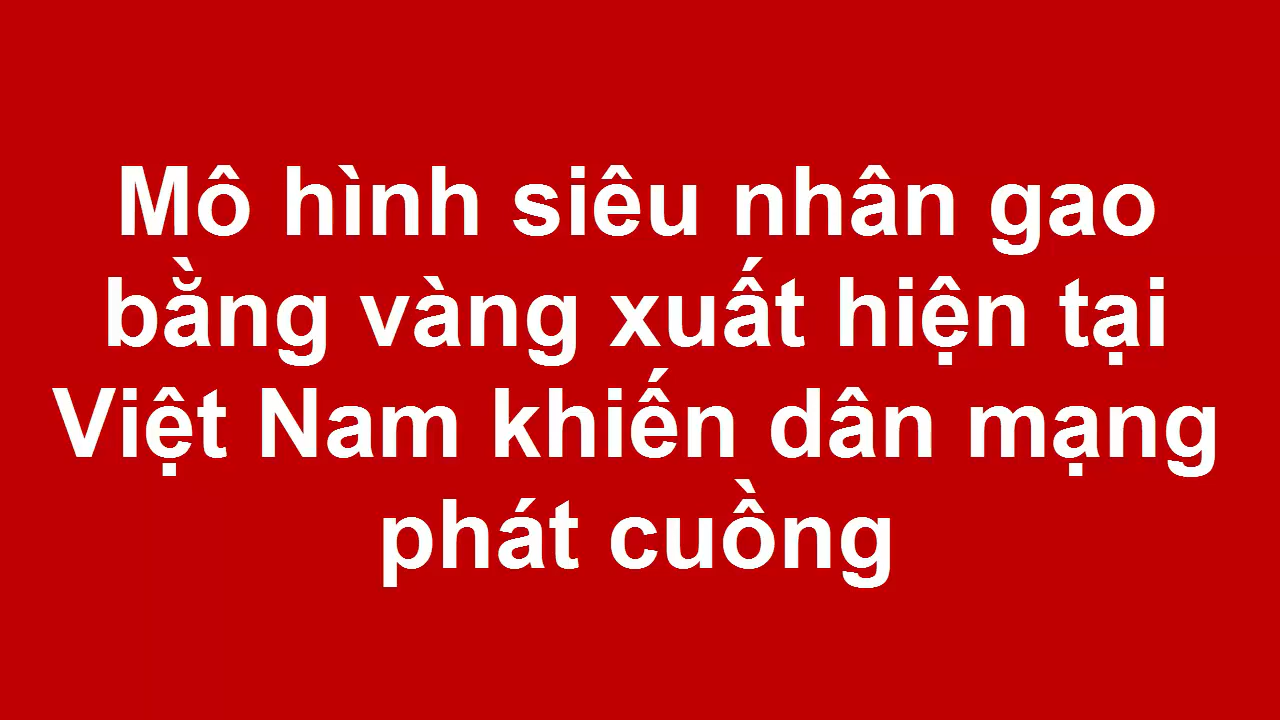 Mô hình siêu nhân gao
bằng vàng xuất hiện tại
Việt Nam khiến dân mạng
phát cuồng